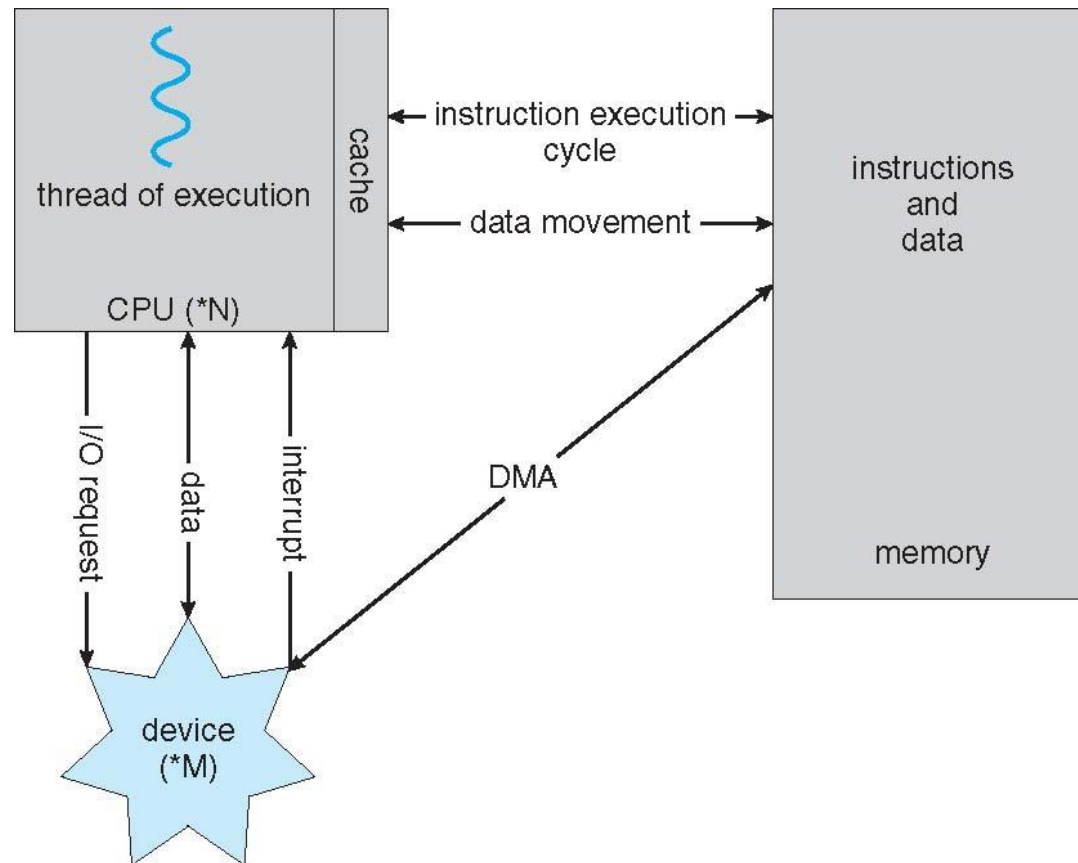 thread of execution
cache
CPU (*N)
instruction execution
cycle
data movement
instructions
and
data
memory
I/O request
data
interrupt
DMA
device
(*M)